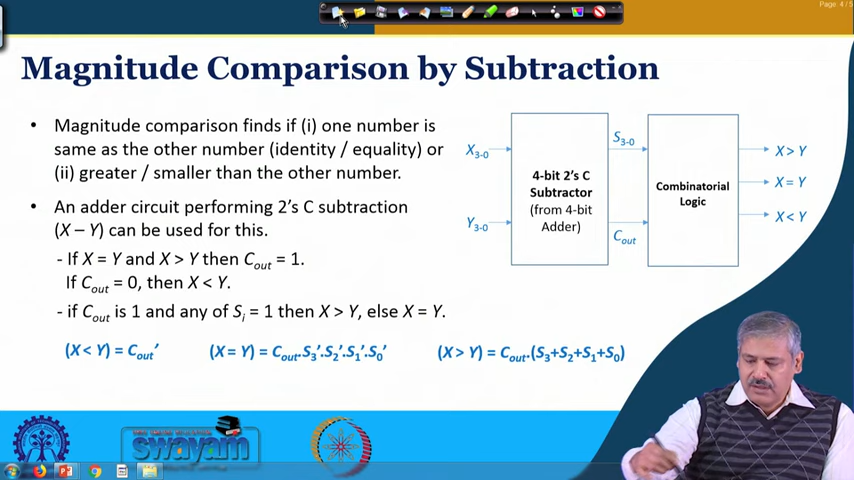 Page: 4 / 5
Magnitude Comparison by Subtraction
• Magnitude comparison finds if (i) one number is
same as the other number (identity / equality) or
(ii) greater / smaller than the other number.
• An adder circuit performing 2's C subtraction
(X – Y) can be used for this.
- If X = Y and X > Y then Cout = 1.
If Cout = 0, then X < Y.
- if Cout is 1 and any of Si = 1 then X > Y, else X = Y.
(X < Y) = Cout'
(X = Y) = Cout.S3'.S2'.S1'.S0'
(X > Y) = Cout.(S3+S2+S1+S0)
X3-0
Y3-0
4-bit 2's C
Subtractor
(from 4-bit
Adder)
S3-0
Cout
Combinatorial
Logic
X > Y
X = Y
X < Y
swayam